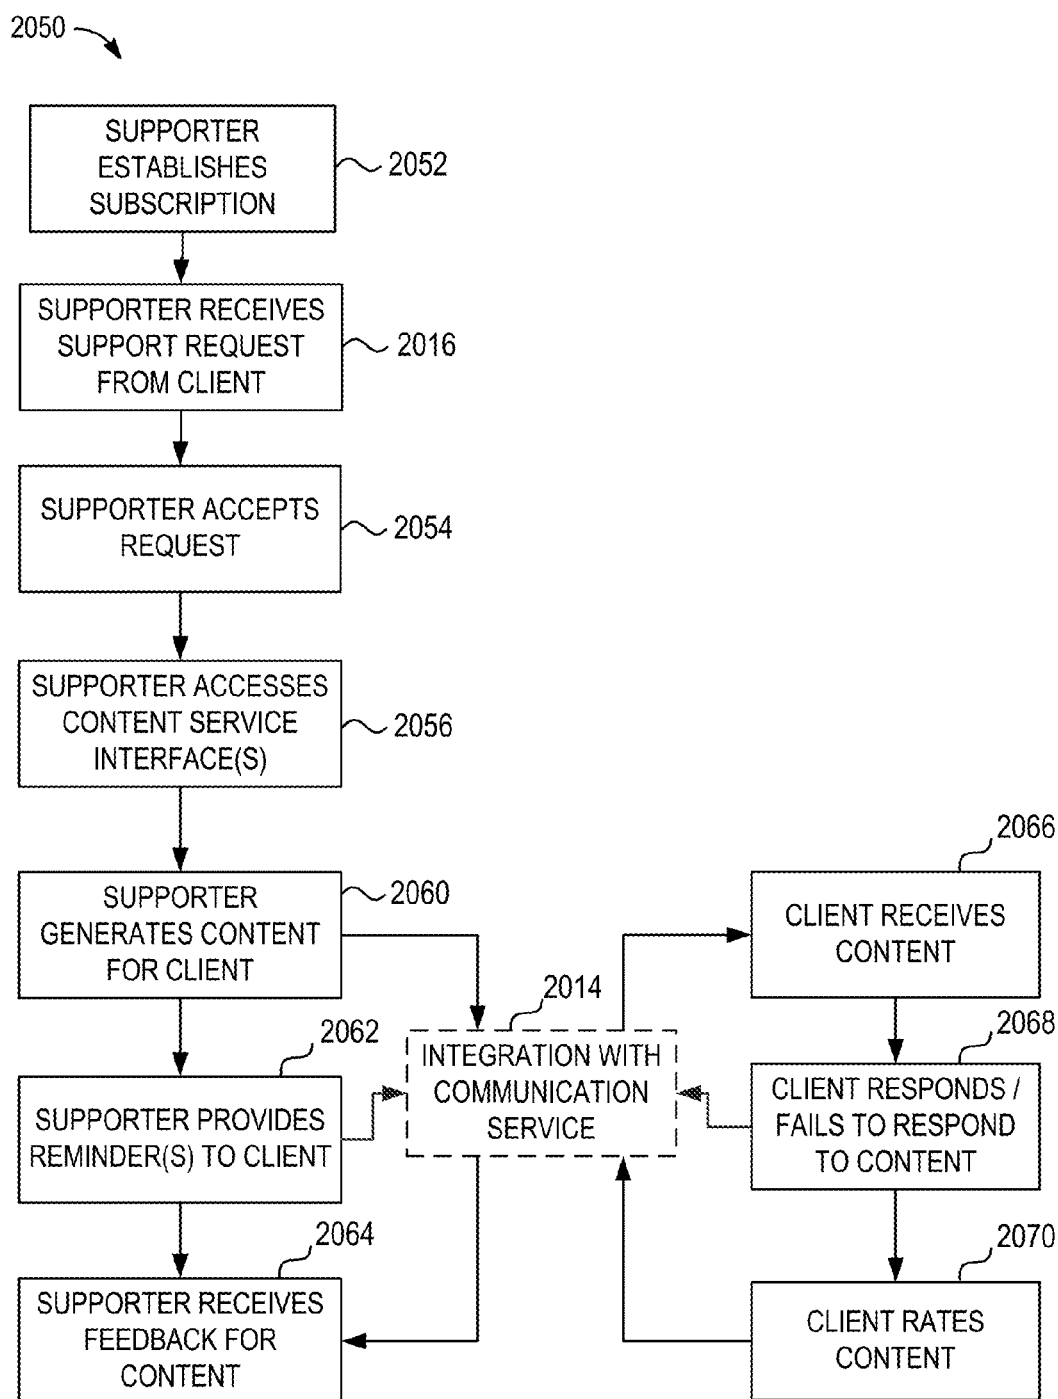 2050
SUPPORTER
ESTABLISHES
SUBSCRIPTION
2052
SUPPORTER RECEIVES
SUPPORT REQUEST
FROM CLIENT
2016
SUPPORTER ACCEPTS
REQUEST
2054
SUPPORTER ACCESSES
CONTENT SERVICE
INTERFACE(S)
2056
SUPPORTER
GENERATES CONTENT
FOR CLIENT
2060
2062
SUPPORTER PROVIDES
REMINDER(S) TO CLIENT
2064
SUPPORTER RECEIVES
FEEDBACK FOR
CONTENT
2014
INTEGRATION WITH
COMMUNICATION
SERVICE
2066
CLIENT RECEIVES
CONTENT
2068
CLIENT RESPONDS /
FAILS TO RESPOND
TO CONTENT
2070
CLIENT RATES
CONTENT